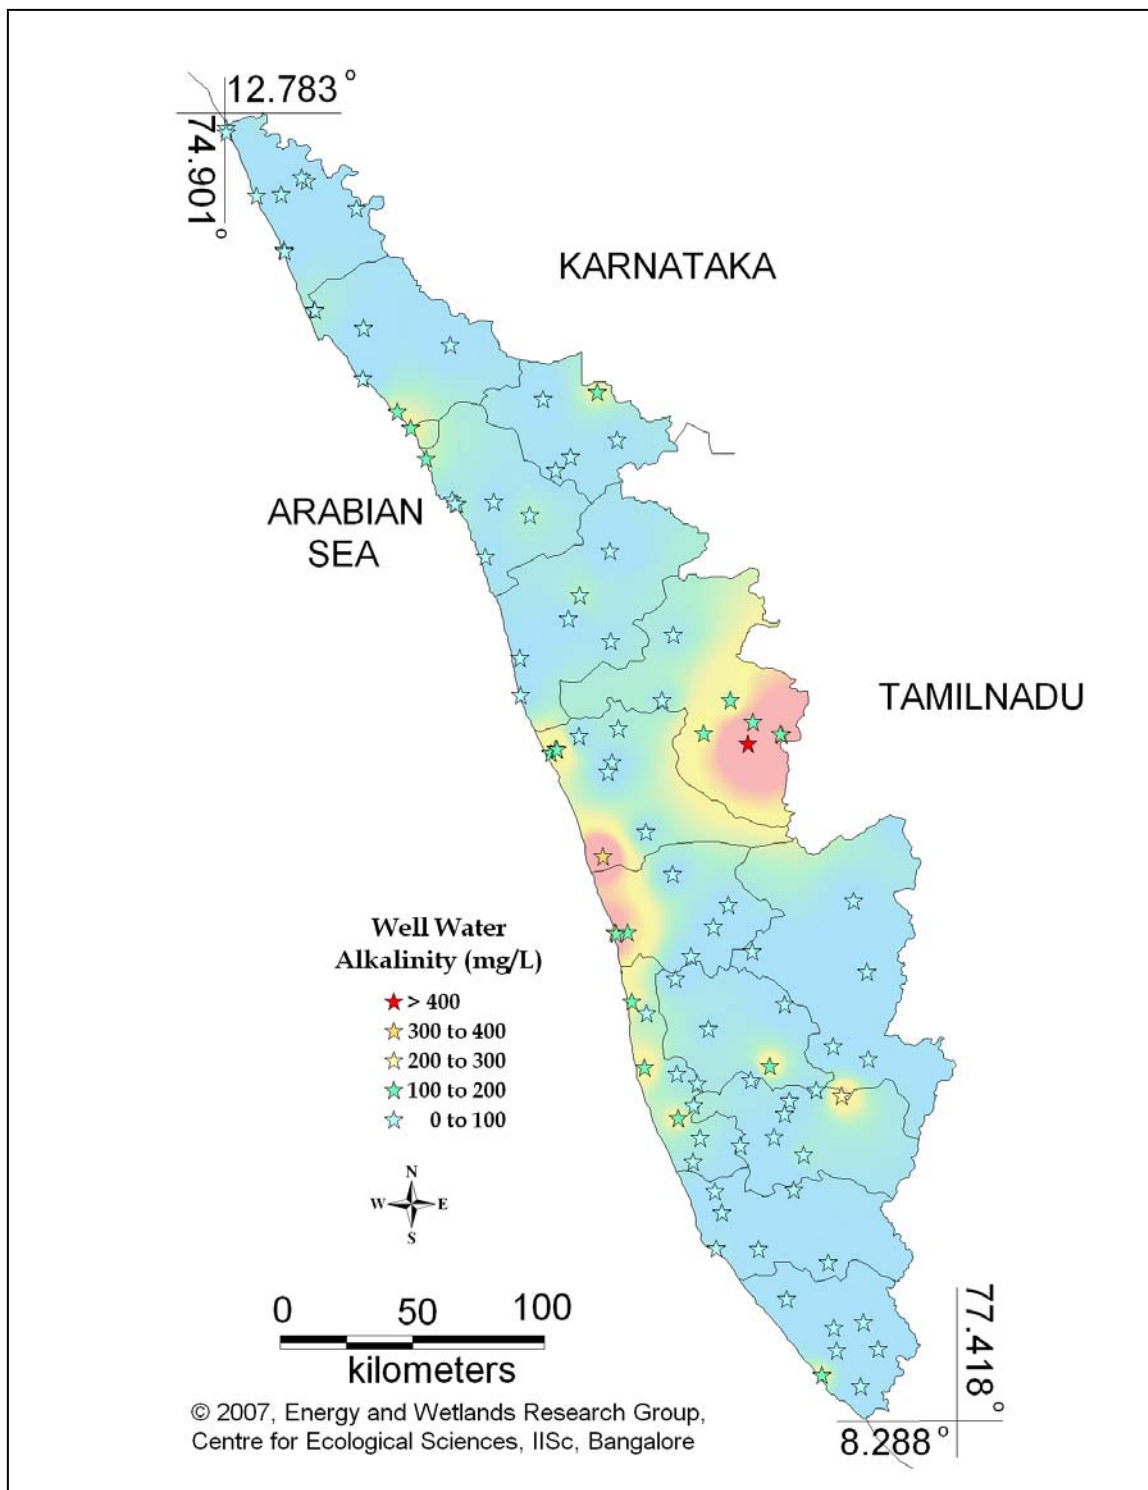 12.783 °
74.901°
KARNATAKA
ARABIAN
SEA
TAMILNADU
Well Water
Alkalinity (mg/L)
> 400
300 to 400
200 to 300
100 to 200
0 to 100
N
W E
S
0 50 100
kilometers
77.418 °
8.288 °
© 2007, Energy and Wetlands Research Group,
Centre for Ecological Sciences, IISc, Bangalore